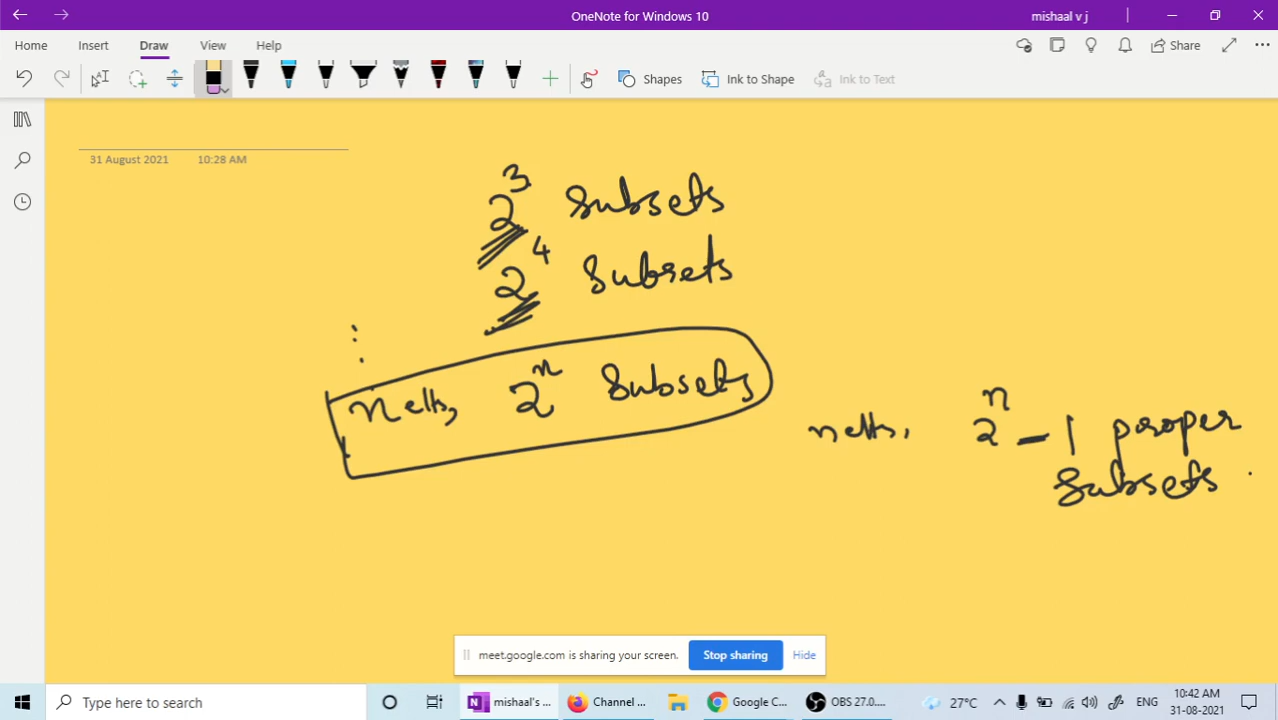 OneNote for Windows 10
mishaal v j
Home Insert Draw View Help
Share
Shapes
Ink to Shape
Ink to Text
31 August 2021 10:28 AM
2^3 subsets
2^4 subsets
⋮
n elts, 2^n subsets
n elts, 2^n - 1 proper
subsets.
meet.google.com is sharing your screen. Stop sharing Hide
Type here to search
mishaal's ...
Channel ...
Google C...
OBS 27.0....
27°C
ENG
10:42 AM
31-08-2021